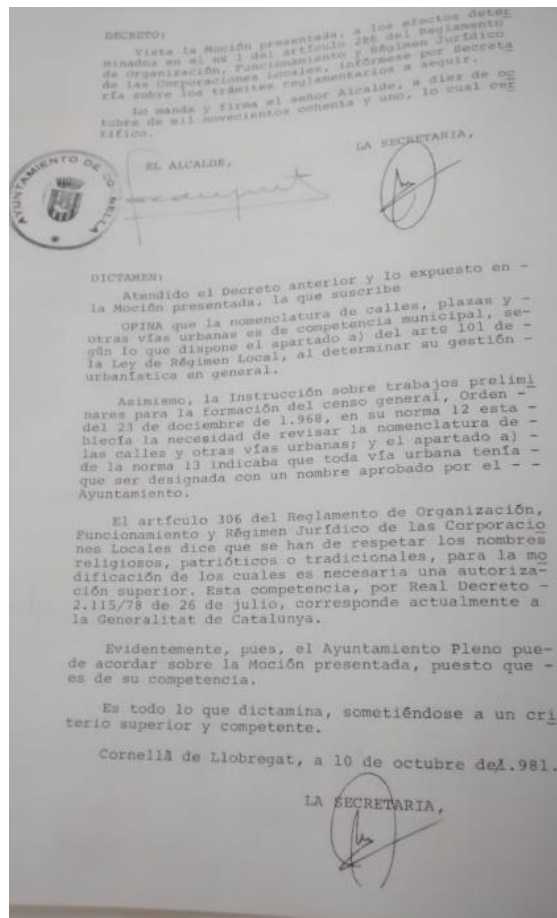 DECRETO:
Vista la Moción presentada, a los efectos deter
minados en el nº 1 del artículo 286 del Reglamento
de Organización, Funcionamiento y Régimen Jurídico
de las Corporaciones Locales, infórmese por Secreta
ría sobre los trámites reglamentarios a seguir.
Lo manda y firma el señor Alcalde, a diez de oc
tubre de mil novecientos ochenta y uno, lo cual cer
tifico.
EL ALCALDE,
LA SECRETARIA,
AYUNTAMIENTO DE CORNELLA
DICTAMEN:
Atendido el Decreto anterior y lo expuesto en -
la Moción presentada, la que suscribe
OPINA que la nomenclatura de calles, plazas y -
otras vías urbanas es de competencia municipal, se-
gún lo que dispone el apartado a) del artº 101 de -
la Ley de Régimen Local, al determinar su gestión -
urbanística en general.
Asimismo, la Instrucción sobre trabajos prelimi
nares para la formación del censo general, Orden -
del 23 de dociembre de 1.968, en su norma 12 esta -
blecía la necesidad de revisar la nomenclatura de -
las calles y otras vías urbanas; y el apartado a) -
de la norma 13 indicaba que toda vía urbana tenía -
que ser designada con un nombre aprobado por el - -
Ayuntamiento.
El artículo 306 del Reglamento de Organización,
Funcionamiento y Régimen Jurídico de las Corporacio
nes Locales dice que se han de respetar los nombres
religiosos, patrióticos o tradicionales, para la mo
dificación de los cuales es necesaria una autoriza-
ción superior. Esta competencia, por Real Decreto -
2.115/78 de 26 de julio, corresponde actualmente a
la Generalitat de Catalunya.
Evidentemente, pues, el Ayuntamiento Pleno pue-
de acordar sobre la Moción presentada, puesto que -
es de su competencia.
Es todo lo que dictamina, sometiéndose a un cri
terio superior y competente.
Cornellà de Llobregat, a 10 de octubre de 1.981.
LA SECRETARIA,